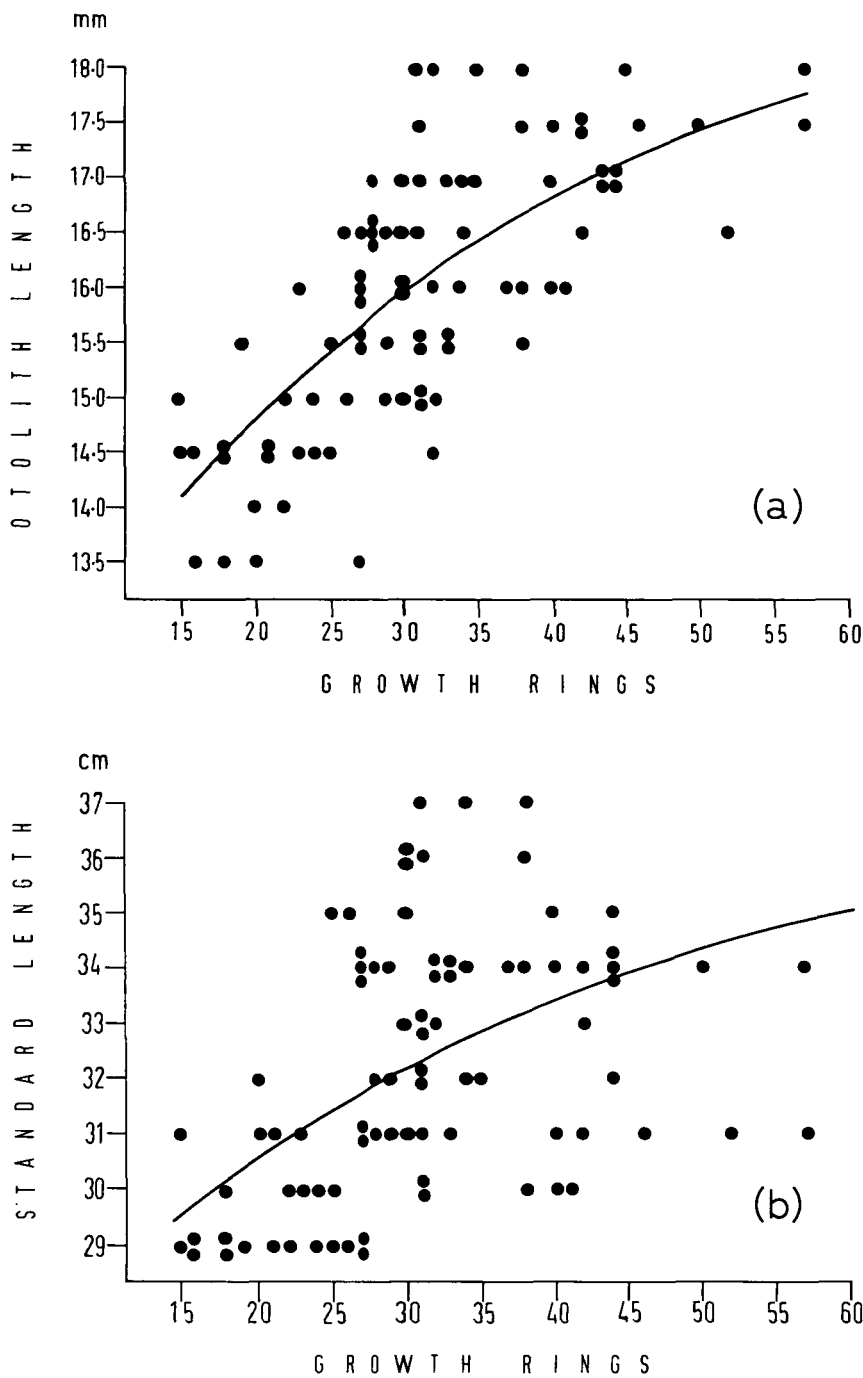 mm
18·0
17·5
17·0
16·5
16·0
15·5
15·0
14·5
14·0
13·5
OTOLITH LENGTH
(a)
15 20 25 30 35 40 45 50 55 60
GROWTH RINGS
cm
37
36
35
34
33
32
31
30
29
STANDARD LENGTH
(b)
15 20 25 30 35 40 45 50 55 60
GROWTH RINGS